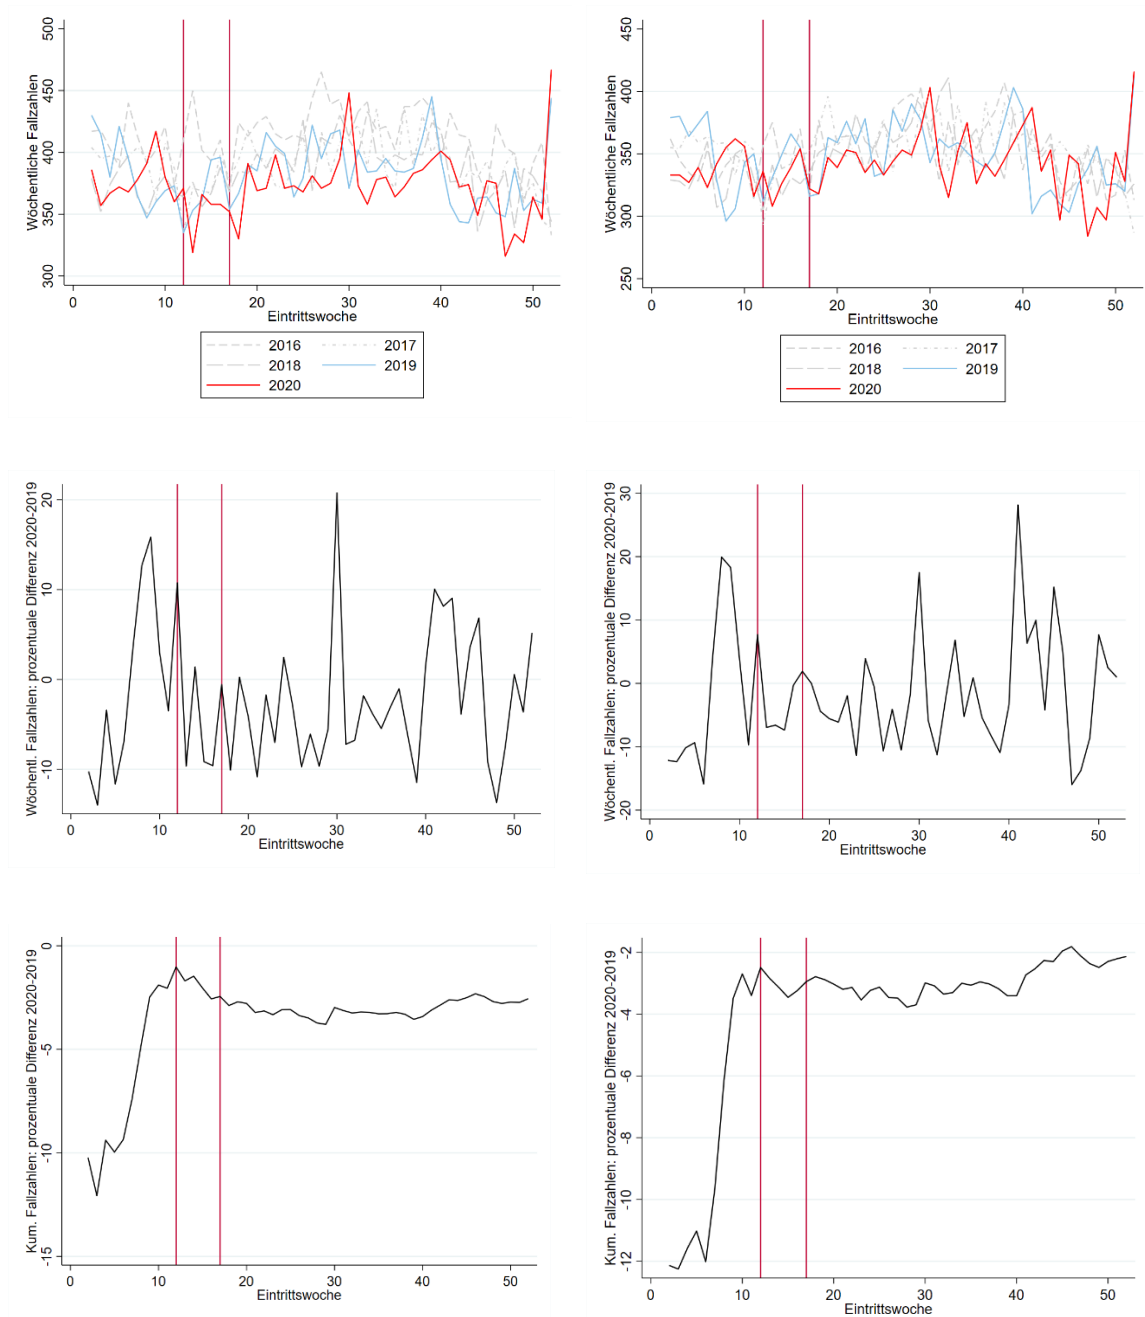 Wöchentliche Fallzahlen
500
450
400
350
300
0 10 20 30 40 50
Eintrittswoche
2016 2017
2018 2019
2020
Wöchentliche Fallzahlen
450
400
350
300
250
0 10 20 30 40 50
Eintrittswoche
2016 2017
2018 2019
2020
Wöchentl. Fallzahlen: prozentuale Differenz 2020-2019
20
10
0
-10
0 10 20 30 40 50
Eintrittswoche
Wöchentl. Fallzahlen: prozentuale Differenz 2020-2019
30
20
10
0
-10
-20
0 10 20 30 40 50
Eintrittswoche
Kum. Fallzahlen: prozentuale Differenz 2020-2019
0
-5
-10
-15
0 10 20 30 40 50
Eintrittswoche
Kum. Fallzahlen: prozentuale Differenz 2020-2019
-2
-4
-6
-8
-10
-12
0 10 20 30 40 50
Eintrittswoche